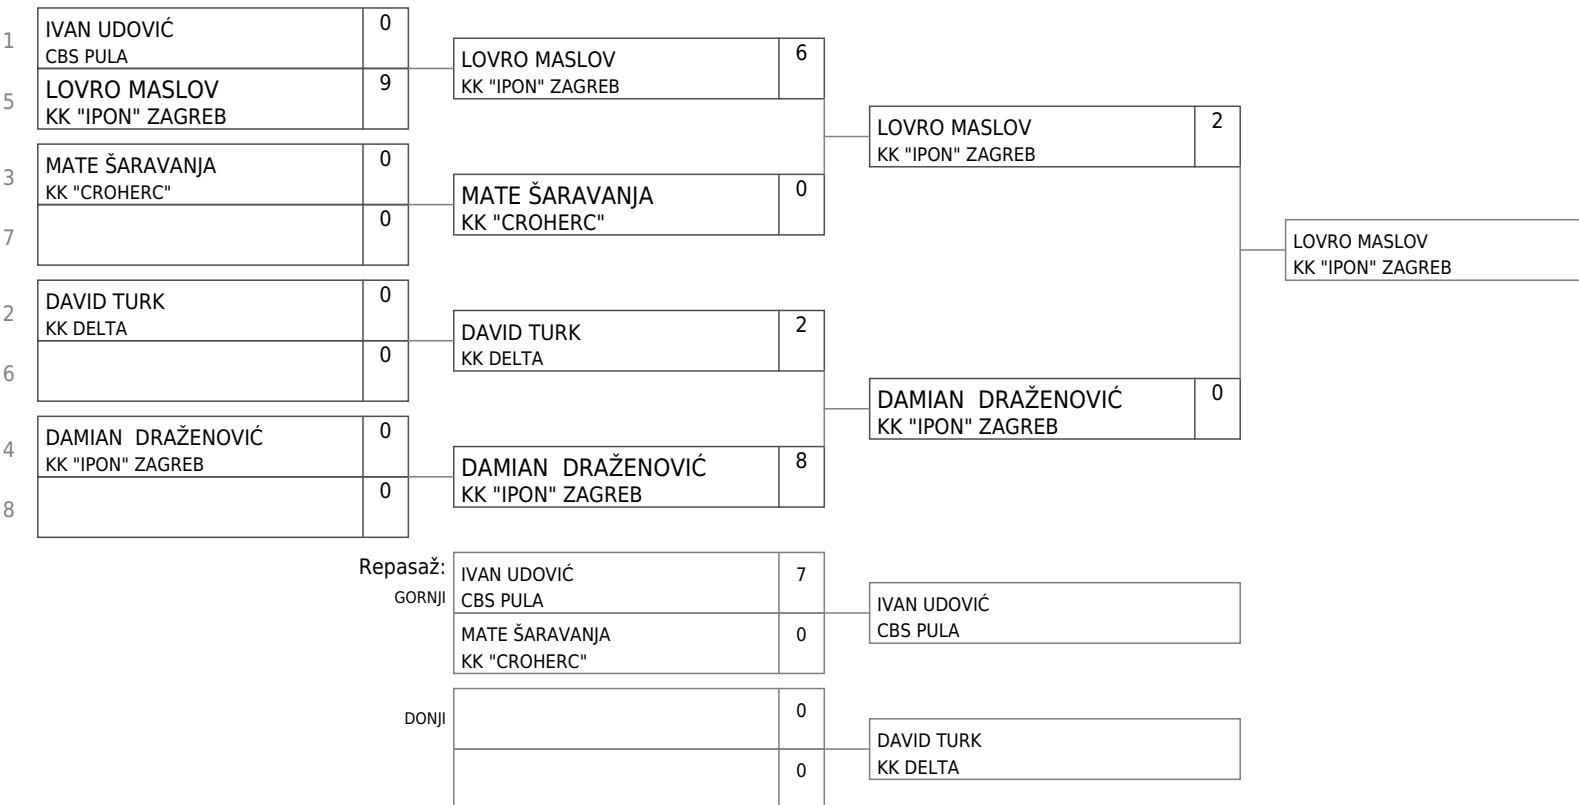 1
IVAN UDOVIĆ 0
CBS PULA
5
LOVRO MASLOV 9
KK "IPON" ZAGREB
3
MATE ŠARAVANJA 0
KK "CROHERC"
7
0
2
DAVID TURK 0
KK DELTA
6
0
4
DAMIAN  DRAŽENOVIĆ 0
KK "IPON" ZAGREB
8
0
LOVRO MASLOV 6
KK "IPON" ZAGREB
MATE ŠARAVANJA 0
KK "CROHERC"
DAVID TURK 2
KK DELTA
DAMIAN  DRAŽENOVIĆ 8
KK "IPON" ZAGREB
LOVRO MASLOV 2
KK "IPON" ZAGREB
DAMIAN  DRAŽENOVIĆ 0
KK "IPON" ZAGREB
LOVRO MASLOV
KK "IPON" ZAGREB
Repasaž:
GORNJI
IVAN UDOVIĆ 7
CBS PULA
MATE ŠARAVANJA 0
KK "CROHERC"
IVAN UDOVIĆ
CBS PULA
DONJI
0
0
DAVID TURK
KK DELTA